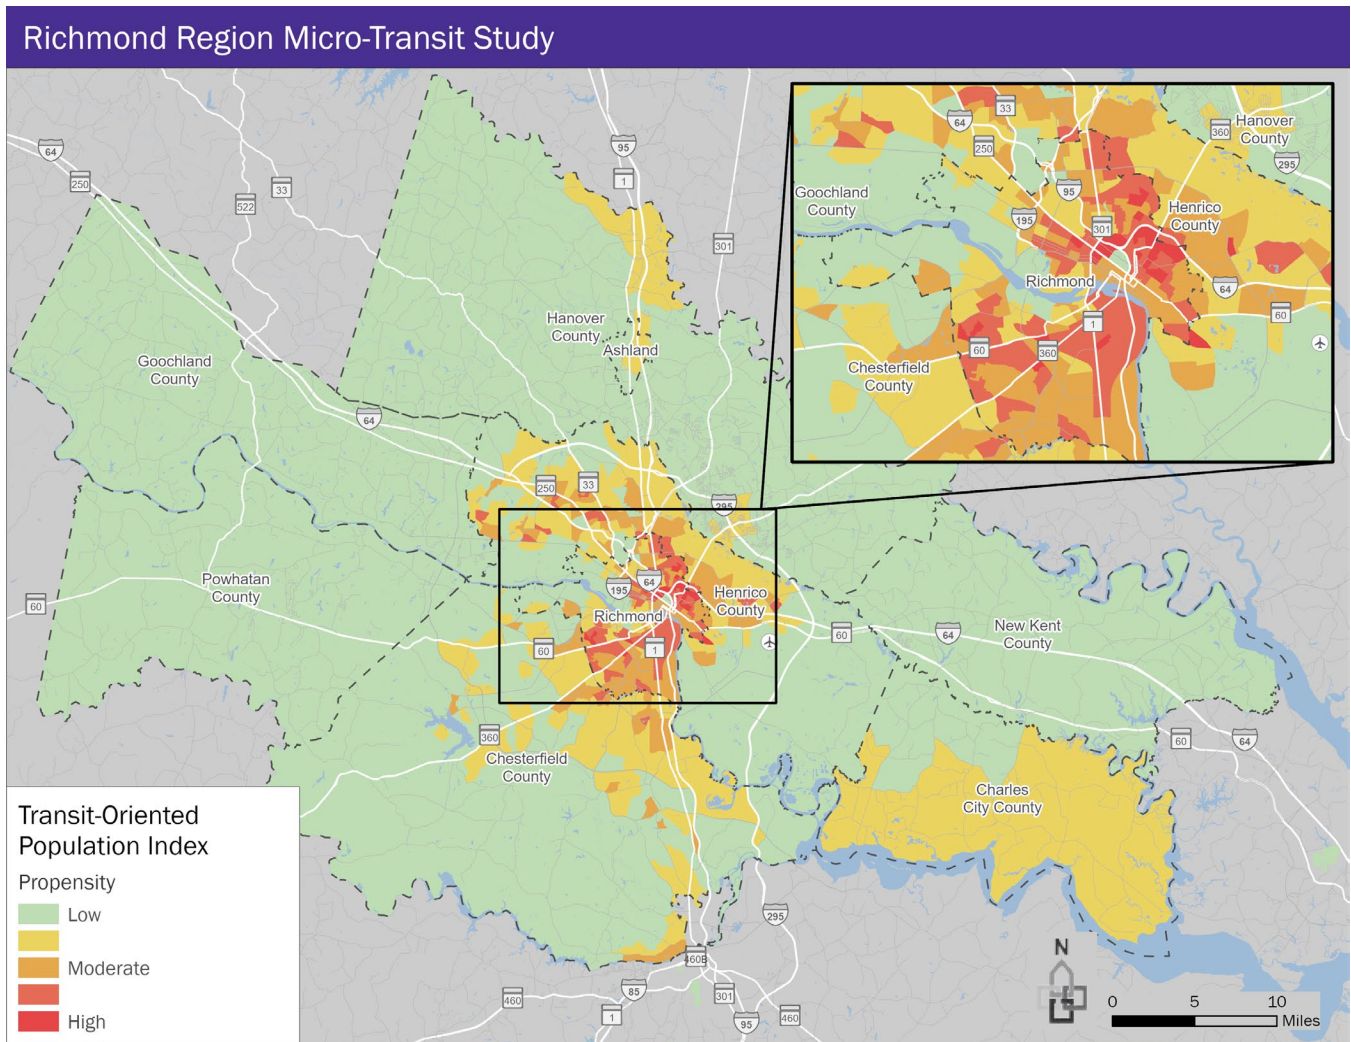 Richmond Region Micro-Transit Study
64
250
522
33
95
1
301
Goochland
County
Hanover
County
Ashland
64
250
33
295
Powhatan
County
60
195
64
Richmond
Henrico
County
60
1
60
64
New Kent
County
360
Chesterfield
County
60
64
Charles
City County
295
460B
85
460
1
301
95
460
33
64
250
360
Hanover
County
295
Goochland
County
95
195
301
Henrico
County
Richmond
64
60
1
60
360
Chesterfield
County
Transit-Oriented
Population Index
Propensity
Low
Moderate
High
N
0 5 10
Miles